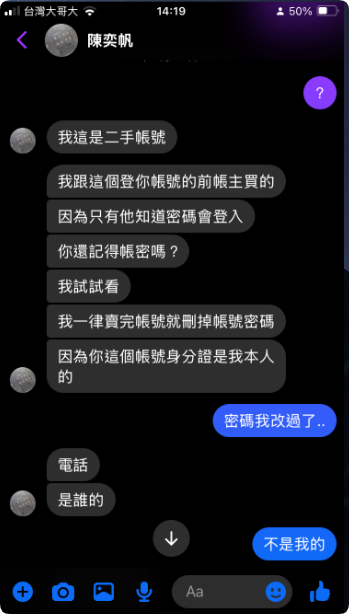 台灣大哥大
14:19
50%
陳奕帆
?
我這是二手帳號
我跟這個登你帳號的前帳主買的
因為只有他知道密碼會登入
你還記得帳密嗎？
我試試看
我一律賣完帳號就刪掉帳號密碼
因為你這個帳號身分證是我本人
的
密碼我改過了..
電話
是誰的
不是我的
Aa